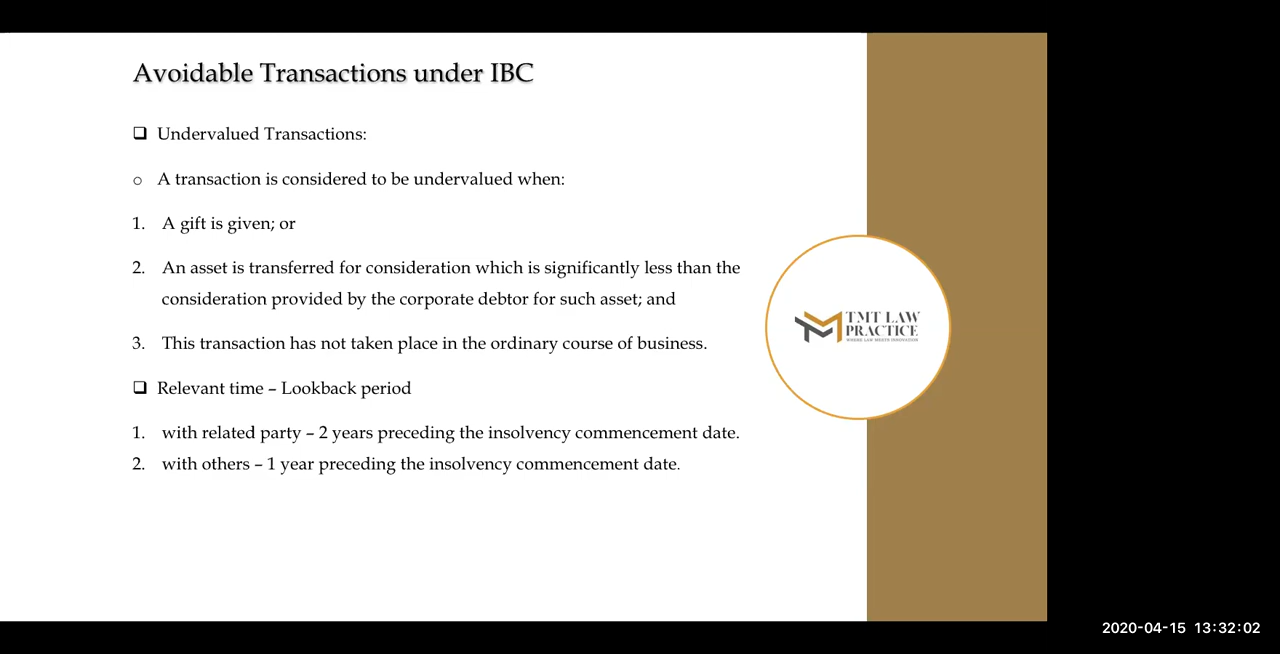 Avoidable Transactions under IBC
❑ Undervalued Transactions:
o A transaction is considered to be undervalued when:
1. A gift is given; or
2. An asset is transferred for consideration which is significantly less than the
consideration provided by the corporate debtor for such asset; and
3. This transaction has not taken place in the ordinary course of business.
❑ Relevant time – Lookback period
1. with related party – 2 years preceding the insolvency commencement date.
2. with others – 1 year preceding the insolvency commencement date.
TMT LAW
PRACTICE
WHERE LAW MEETS INNOVATION
2020-04-15 13:32:02